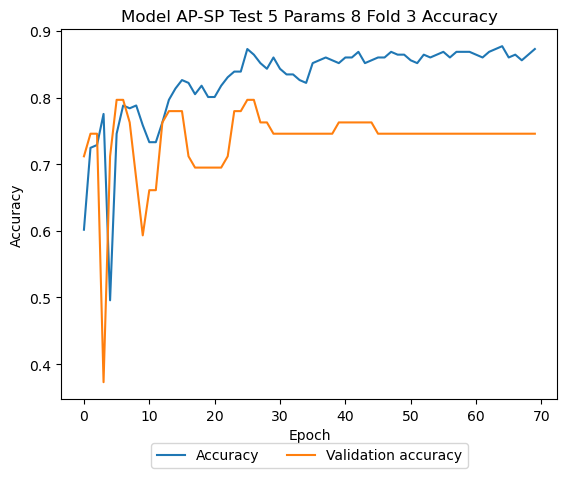 Model AP-SP Test 5 Params 8 Fold 3 Accuracy
0.9
0.8
0.7
0.6
0.5
0.4
Accuracy
0 10 20 30 40 50 60 70
Epoch
Accuracy Validation accuracy